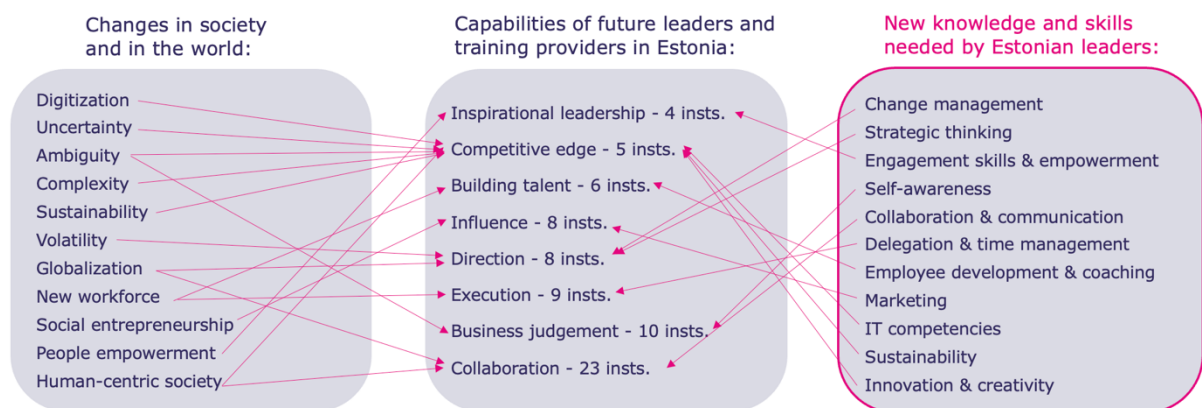 Changes in society
and in the world:
Digitization
Uncertainty
Ambiguity
Complexity
Sustainability
Volatility
Globalization
New workforce
Social entrepreneurship
People empowerment
Human-centric society
Capabilities of future leaders and
training providers in Estonia:
Inspirational leadership - 4 insts.
Competitive edge - 5 insts.
Building talent - 6 insts.
Influence - 8 insts.
Direction - 8 insts.
Execution - 9 insts.
Business judgement - 10 insts.
Collaboration - 23 insts.
New knowledge and skills
needed by Estonian leaders:
Change management
Strategic thinking
Engagement skills & empowerment
Self-awareness
Collaboration & communication
Delegation & time management
Employee development & coaching
Marketing
IT competencies
Sustainability
Innovation & creativity